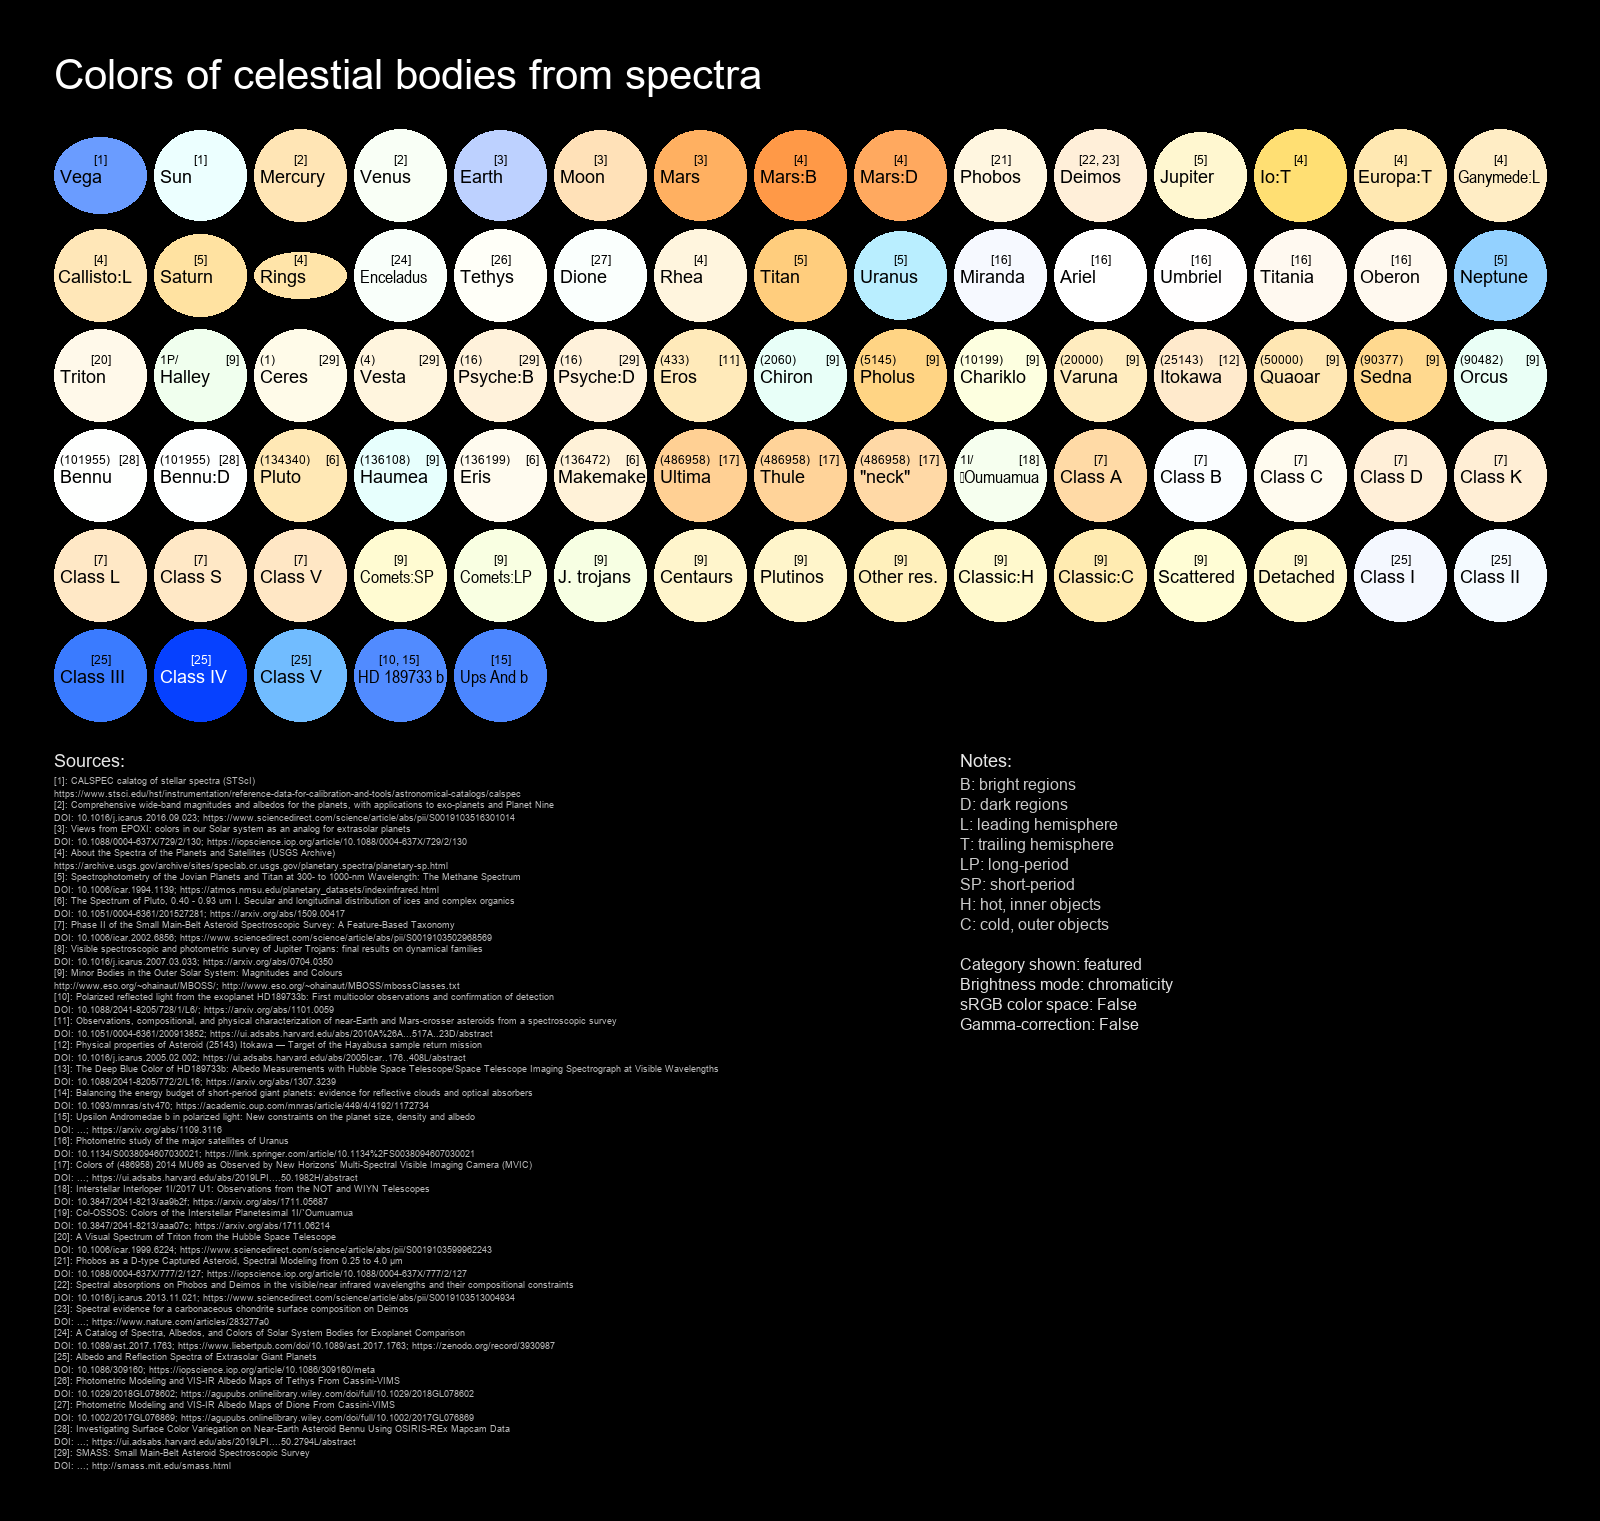 Colors of celestial bodies from spectra
[1] [1] [2] [2] [3] [3] [3] [4] [4] [21] [22, 23] [5] [4] [4] [4]
Vega Sun Mercury Venus Earth Moon Mars Mars:B Mars:D Phobos Deimos Jupiter Io:T Europa:T Ganymede:L
[4] [5] [4] [24] [26] [27] [4] [5] [5] [16] [16] [16] [16] [16] [5]
Callisto:L Saturn Rings Enceladus Tethys Dione Rhea Titan Uranus Miranda Ariel Umbriel Titania Oberon Neptune
[20] 1P/ [9] (1) [29] (4) [29] (16) [29] (16) [29] (433) [11] (2060) [9] (5145) [9] (10199) [9] (20000) [9] (25143) [12] (50000) [9] (90377) [9] (90482) [9]
Triton Halley Ceres Vesta Psyche:B Psyche:D Eros Chiron Pholus Chariklo Varuna Itokawa Quaoar Sedna Orcus
(101955) [28] (101955) [28] (134340) [6] (136108) [9] (136199) [6] (136472) [6] (486958) [17] (486958) [17] (486958) [17] 1I/ [18] [7] [7] [7] [7] [7]
Bennu Bennu:D Pluto Haumea Eris Makemake Ultima Thule "neck" Oumuamua Class A Class B Class C Class D Class K
[7] [7] [7] [9] [9] [9] [9] [9] [9] [9] [9] [9] [9] [25] [25]
Class L Class S Class V Comets:SP Comets:LP J. trojans Centaurs Plutinos Other res. Classic:H Classic:C Scattered Detached Class I Class II
[25] [25] [25] [10, 15] [15]
Class III Class IV Class V HD 189733 b Ups And b
Sources:
[1]: CALSPEC calatog of stellar spectra (STScI)
https://www.stsci.edu/hst/instrumentation/reference-data-for-calibration-and-tools/astronomical-catalogs/calspec
[2]: Comprehensive wide-band magnitudes and albedos for the planets, with applications to exo-planets and Planet Nine
DOI: 10.1016/j.icarus.2016.09.023; https://www.sciencedirect.com/science/article/abs/pii/S0019103516301014
[3]: Views from EPOXI: colors in our Solar system as an analog for extrasolar planets
DOI: 10.1088/0004-637X/729/2/130; https://iopscience.iop.org/article/10.1088/0004-637X/729/2/130
[4]: About the Spectra of the Planets and Satellites (USGS Archive)
https://archive.usgs.gov/archive/sites/speclab.cr.usgs.gov/planetary.spectra/planetary-sp.html
[5]: Spectrophotometry of the Jovian Planets and Titan at 300- to 1000-nm Wavelength: The Methane Spectrum
DOI: 10.1006/icar.1994.1139; https://atmos.nmsu.edu/planetary_datasets/indexinfrared.html
[6]: The Spectrum of Pluto, 0.40 - 0.93 um I. Secular and longitudinal distribution of ices and complex organics
DOI: 10.1051/0004-6361/201527281; https://arxiv.org/abs/1509.00417
[7]: Phase II of the Small Main-Belt Asteroid Spectroscopic Survey: A Feature-Based Taxonomy
DOI: 10.1006/icar.2002.6856; https://www.sciencedirect.com/science/article/abs/pii/S0019103502968569
[8]: Visible spectroscopic and photometric survey of Jupiter Trojans: final results on dynamical families
DOI: 10.1016/j.icarus.2007.03.033; https://arxiv.org/abs/0704.0350
[9]: Minor Bodies in the Outer Solar System: Magnitudes and Colours
http://www.eso.org/~ohainaut/MBOSS/; http://www.eso.org/~ohainaut/MBOSS/mbossClasses.txt
[10]: Polarized reflected light from the exoplanet HD189733b: First multicolor observations and confirmation of detection
DOI: 10.1088/2041-8205/728/1/L6/; https://arxiv.org/abs/1101.0059
[11]: Observations, compositional, and physical characterization of near-Earth and Mars-crosser asteroids from a spectroscopic survey
DOI: 10.1051/0004-6361/200913852; https://ui.adsabs.harvard.edu/abs/2010A%26A...517A..23D/abstract
[12]: Physical properties of Asteroid (25143) Itokawa — Target of the Hayabusa sample return mission
DOI: 10.1016/j.icarus.2005.02.002; https://ui.adsabs.harvard.edu/abs/2005Icar..176..408L/abstract
[13]: The Deep Blue Color of HD189733b: Albedo Measurements with Hubble Space Telescope/Space Telescope Imaging Spectrograph at Visible Wavelengths
DOI: 10.1088/2041-8205/772/2/L16; https://arxiv.org/abs/1307.3239
[14]: Balancing the energy budget of short-period giant planets: evidence for reflective clouds and optical absorbers
DOI: 10.1093/mnras/stv470; https://academic.oup.com/mnras/article/449/4/4192/1172734
[15]: Upsilon Andromedae b in polarized light: New constraints on the planet size, density and albedo
DOI: ...; https://arxiv.org/abs/1109.3116
[16]: Photometric study of the major satellites of Uranus
DOI: 10.1134/S0038094607030021; https://link.springer.com/article/10.1134%2FS0038094607030021
[17]: Colors of (486958) 2014 MU69 as Observed by New Horizons' Multi-Spectral Visible Imaging Camera (MVIC)
DOI: ...; https://ui.adsabs.harvard.edu/abs/2019LPI....50.1982H/abstract
[18]: Interstellar Interloper 1I/2017 U1: Observations from the NOT and WIYN Telescopes
DOI: 10.3847/2041-8213/aa9b2f; https://arxiv.org/abs/1711.05687
[19]: Col-OSSOS: Colors of the Interstellar Planetesimal 1I/'Oumuamua
DOI: 10.3847/2041-8213/aaa07c; https://arxiv.org/abs/1711.06214
[20]: A Visual Spectrum of Triton from the Hubble Space Telescope
DOI: 10.1006/icar.1999.6224; https://www.sciencedirect.com/science/article/abs/pii/S0019103599962243
[21]: Phobos as a D-type Captured Asteroid, Spectral Modeling from 0.25 to 4.0 μm
DOI: 10.1088/0004-637X/777/2/127; https://iopscience.iop.org/article/10.1088/0004-637X/777/2/127
[22]: Spectral absorptions on Phobos and Deimos in the visible/near infrared wavelengths and their compositional constraints
DOI: 10.1016/j.icarus.2013.11.021; https://www.sciencedirect.com/science/article/abs/pii/S0019103513004934
[23]: Spectral evidence for a carbonaceous chondrite surface composition on Deimos
DOI: ...; https://www.nature.com/articles/283277a0
[24]: A Catalog of Spectra, Albedos, and Colors of Solar System Bodies for Exoplanet Comparison
DOI: 10.1089/ast.2017.1763; https://www.liebertpub.com/doi/10.1089/ast.2017.1763; https://zenodo.org/record/3930987
[25]: Albedo and Reflection Spectra of Extrasolar Giant Planets
DOI: 10.1086/309160; https://iopscience.iop.org/article/10.1086/309160/meta
[26]: Photometric Modeling and VIS-IR Albedo Maps of Tethys From Cassini-VIMS
DOI: 10.1029/2018GL078602; https://agupubs.onlinelibrary.wiley.com/doi/full/10.1029/2018GL078602
[27]: Photometric Modeling and VIS-IR Albedo Maps of Dione From Cassini-VIMS
DOI: 10.1002/2017GL076869; https://agupubs.onlinelibrary.wiley.com/doi/full/10.1002/2017GL076869
[28]: Investigating Surface Color Variegation on Near-Earth Asteroid Bennu Using OSIRIS-REx Mapcam Data
DOI: ...; https://ui.adsabs.harvard.edu/abs/2019LPI....50.2794L/abstract
[29]: SMASS: Small Main-Belt Asteroid Spectroscopic Survey
DOI: ...; http://smass.mit.edu/smass.html
Notes:
B: bright regions
D: dark regions
L: leading hemisphere
T: trailing hemisphere
LP: long-period
SP: short-period
H: hot, inner objects
C: cold, outer objects
Category shown: featured
Brightness mode: chromaticity
sRGB color space: False
Gamma-correction: False